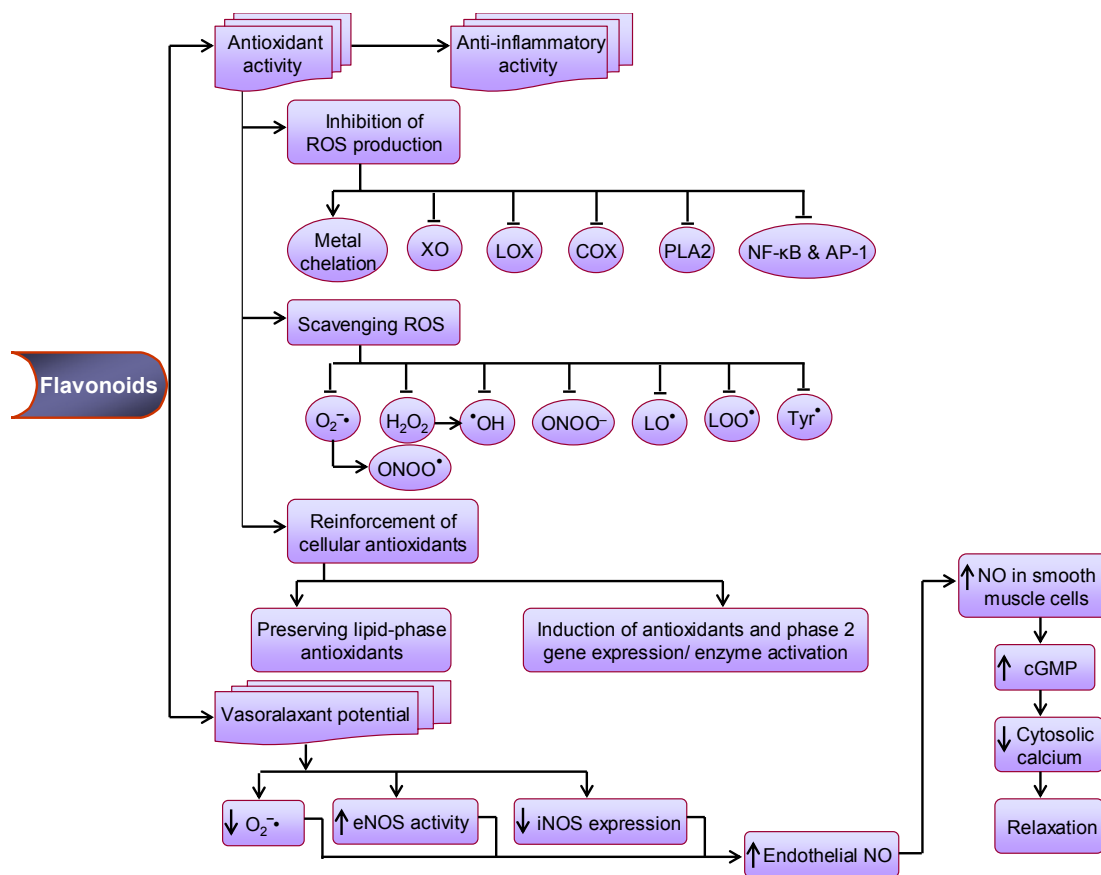 Antioxidant
activity
Anti-inflammatory
activity
Inhibition of
ROS production
Metal
chelation
XO
LOX
COX
PLA2
NF-κB & AP-1
Scavenging ROS
Flavonoids
O₂⁻•
H₂O₂
•OH
ONOO⁻
LO•
LOO•
Tyr•
ONOO•
Reinforcement of
cellular antioxidants
Preserving lipid-phase
antioxidants
Induction of antioxidants and phase 2
gene expression/ enzyme activation
Vasoralaxant potential
↓ O₂⁻•
↑ eNOS activity
↓ iNOS expression
↑ Endothelial NO
↑ NO in smooth
muscle cells
↑ cGMP
↓ Cytosolic
calcium
Relaxation